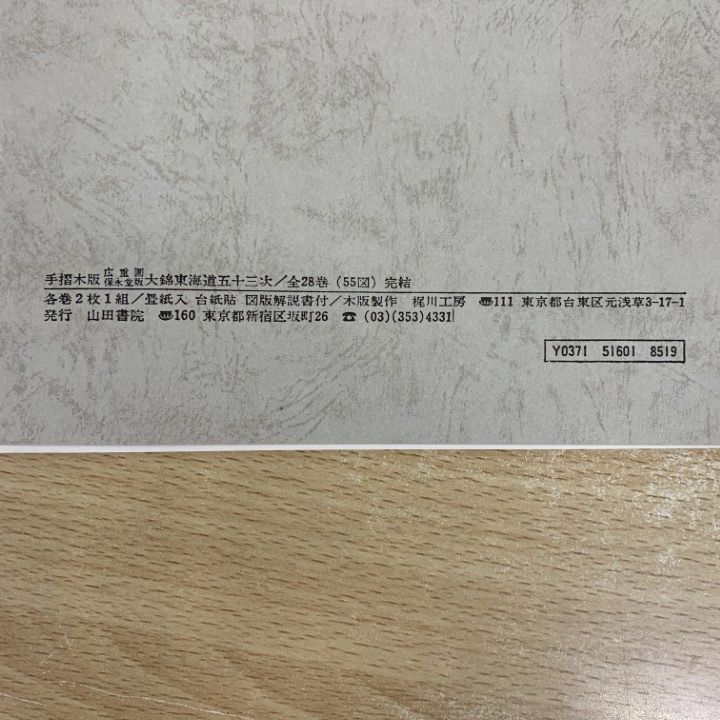 手摺木版 広重画 保永堂版 大錦東海道五十三次／全28巻（55図）完結
各巻2枚1組／畳紙入 台紙貼 図版解説書付／木版製作 梶川工房 〠111 東京都台東区元浅草3-17-1
発行 山田書院 〠160 東京都新宿区坂町26 ☎ (03)(353)4331
Y0371 51601 8519